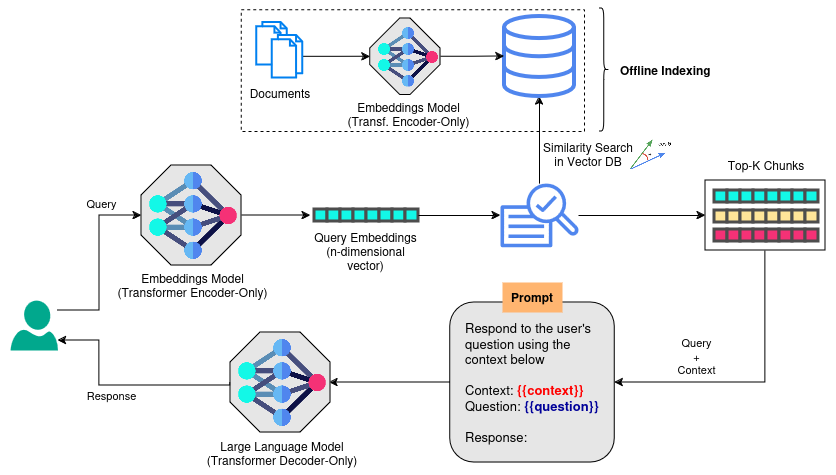 Documents
Embeddings Model
(Transf. Encoder-Only)
Offline Indexing
Similarity Search
in Vector DB
Top-K Chunks
Query
Embeddings Model
(Transformer Encoder-Only)
Query Embeddings
(n-dimensional
vector)
Prompt
Respond to the user's
question using the
context below
Context: {{context}}
Question: {{question}}
Response:
Query
+
Context
Response
Large Language Model
(Transformer Decoder-Only)